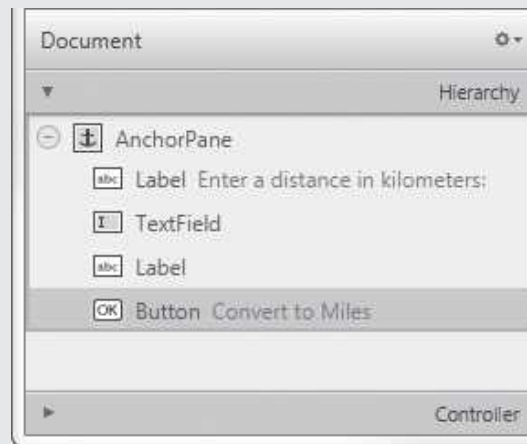 Document
Hierarchy
AnchorPane
abc Label Enter a distance in kilometers:
I TextField
abc Label
OK Button Convert to Miles
Controller